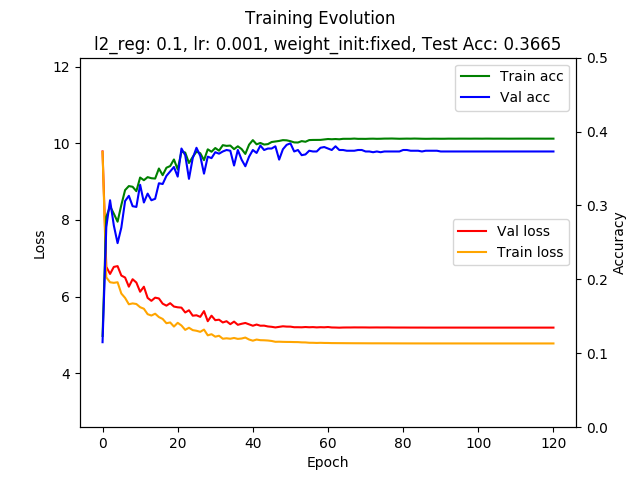 Training Evolution
l2_reg: 0.1, lr: 0.001, weight_init:fixed, Test Acc: 0.3665
Train acc
Val acc
Val loss
Train loss
12
10
8
6
4
Loss
0.5
0.4
0.3
0.2
0.1
0.0
Accuracy
0 20 40 60 80 100 120
Epoch